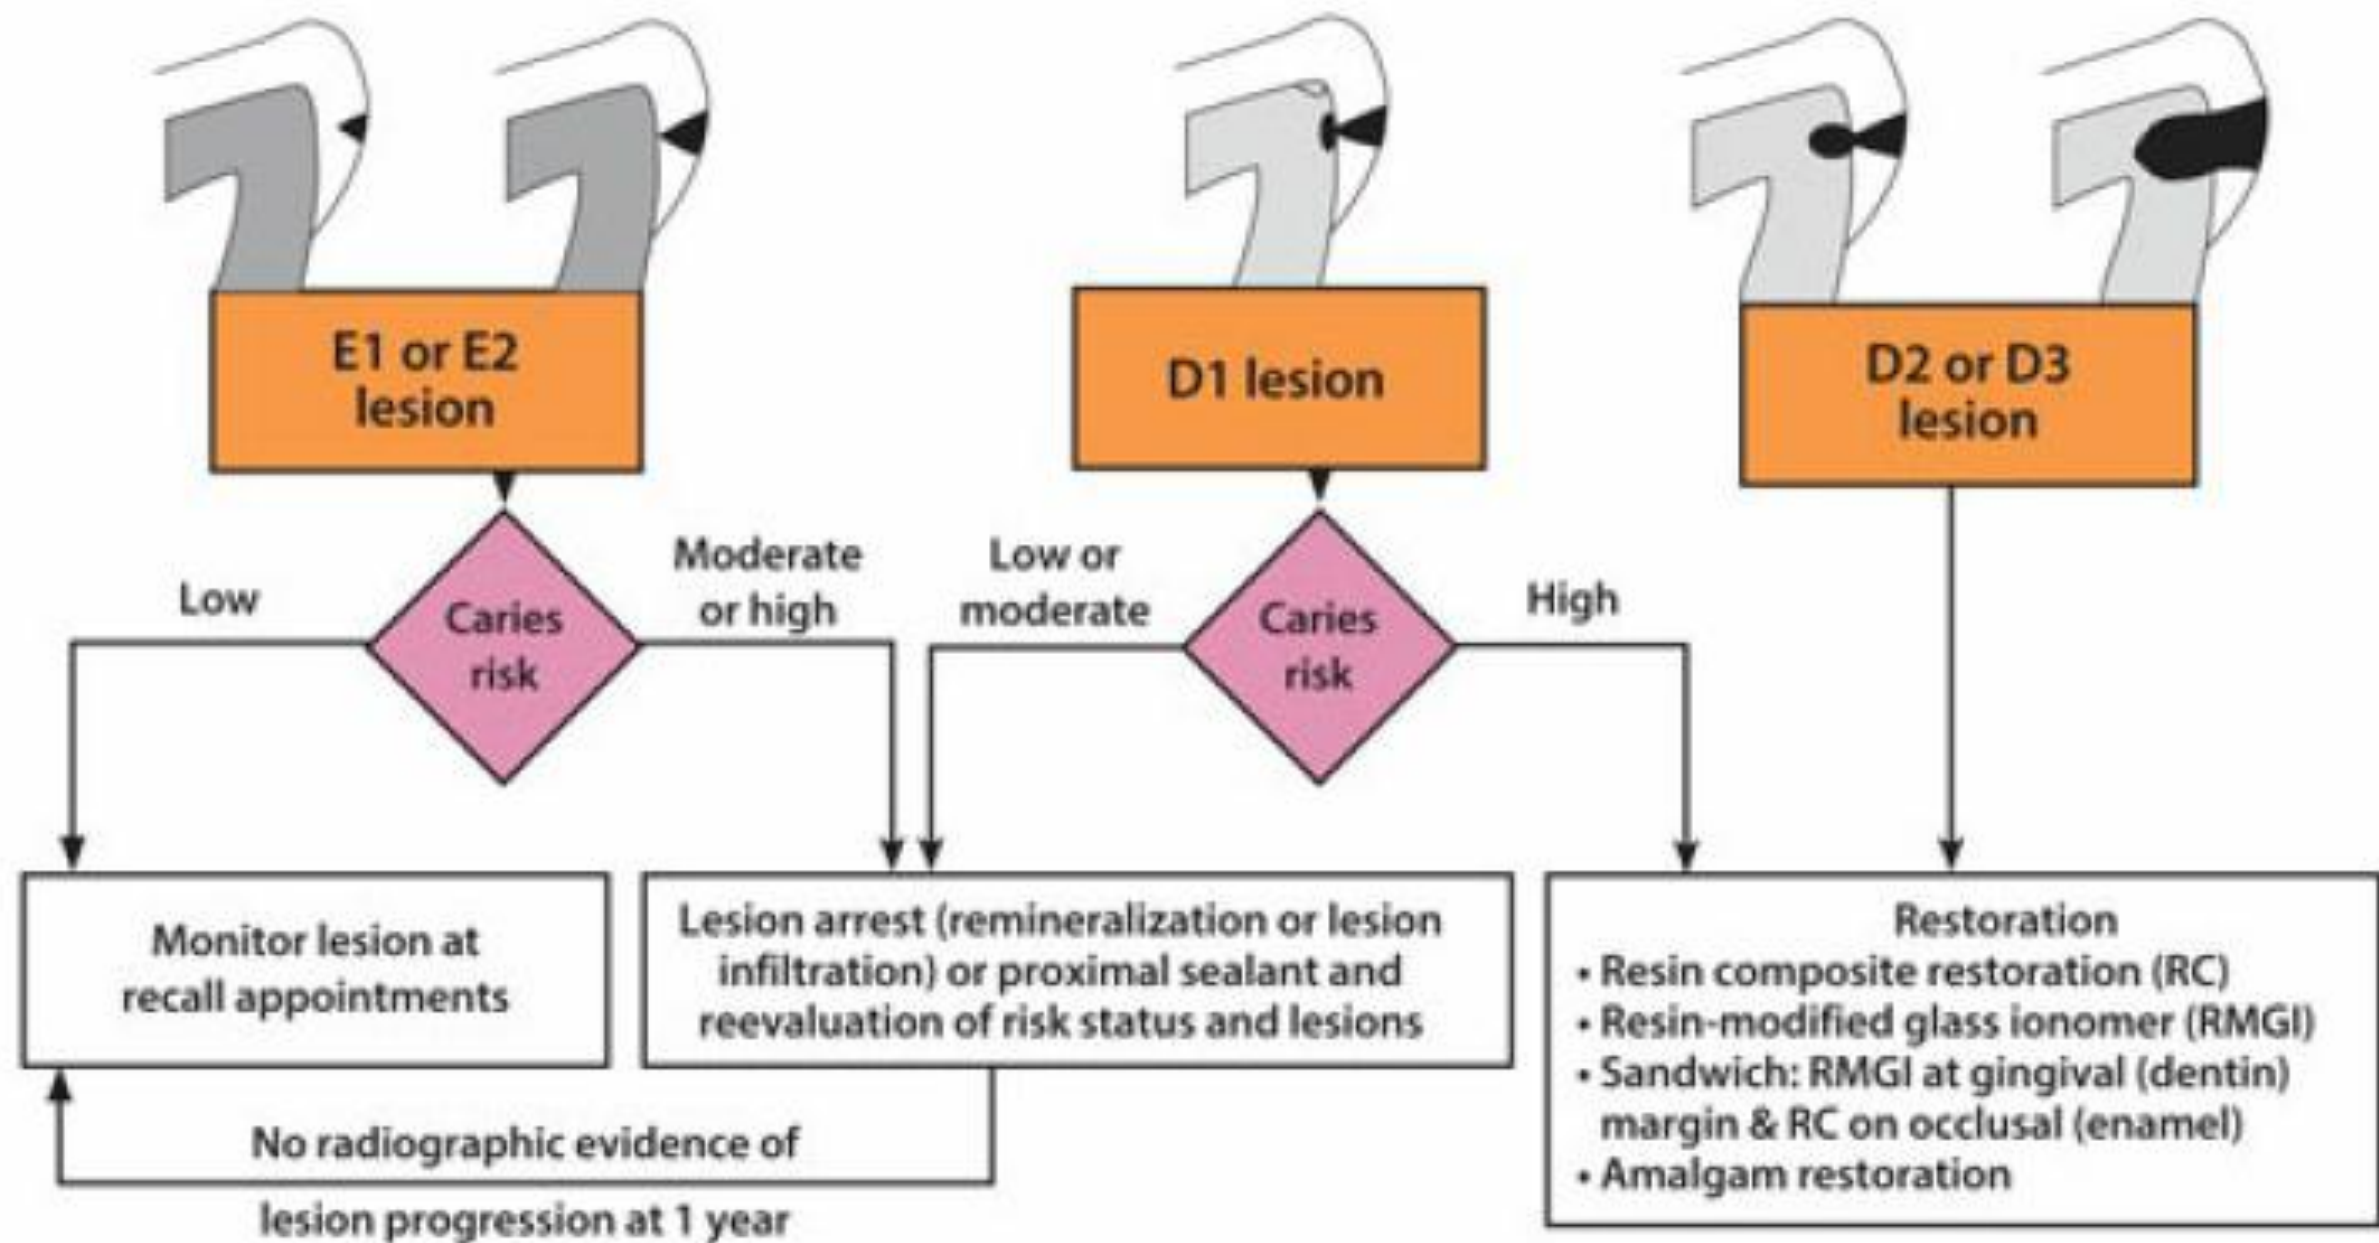 E1 or E2
lesion
D1 lesion
D2 or D3
lesion
Low
Caries
risk
Moderate
or high
Low or
moderate
Caries
risk
High
Monitor lesion at
recall appointments
Lesion arrest (remineralization or lesion
infiltration) or proximal sealant and
reevaluation of risk status and lesions
Restoration
• Resin composite restoration (RC)
• Resin-modified glass ionomer (RMGI)
• Sandwich: RMGI at gingival (dentin)
margin & RC on occlusal (enamel)
• Amalgam restoration
No radiographic evidence of
lesion progression at 1 year